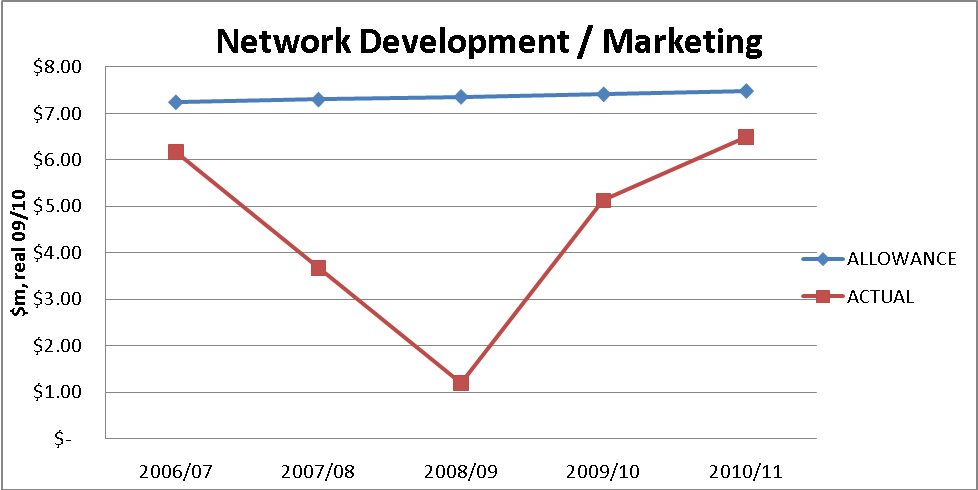 Network Development / Marketing
$8.00
$7.00
$6.00
$5.00
$4.00
$3.00
$2.00
$1.00
$-
$m, real 09/10
2006/07 2007/08 2008/09 2009/10 2010/11
ALLOWANCE
ACTUAL